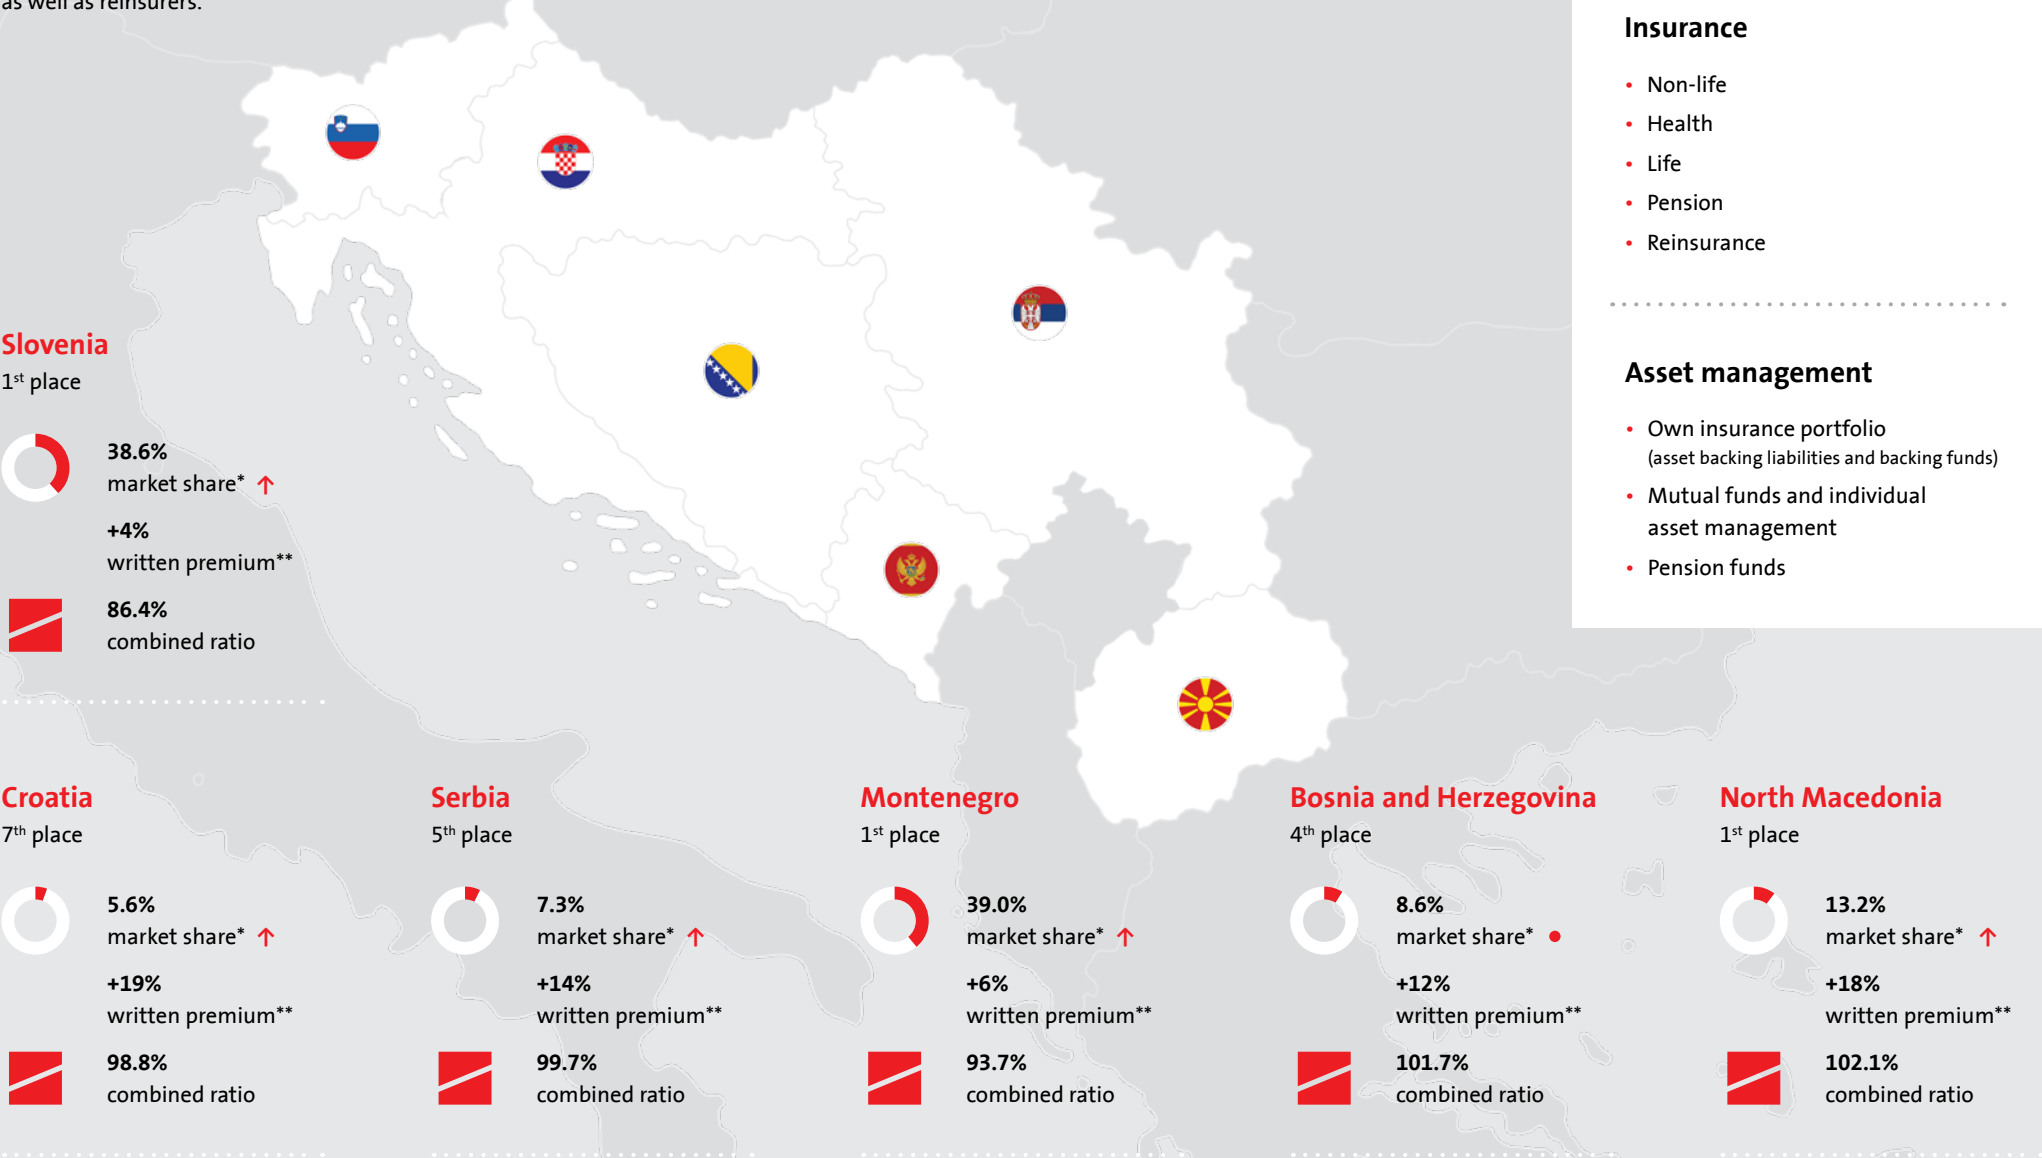 as well as reinsurers.
Insurance
• Non-life
• Health
• Life
• Pension
• Reinsurance
Asset management
• Own insurance portfolio
(asset backing liabilities and backing funds)
• Mutual funds and individual
asset management
• Pension funds
Slovenia
1st place
38.6%
market share* ↑
+4%
written premium**
86.4%
combined ratio
Croatia
7th place
5.6%
market share* ↑
+19%
written premium**
98.8%
combined ratio
Serbia
5th place
7.3%
market share* ↑
+14%
written premium**
99.7%
combined ratio
Montenegro
1st place
39.0%
market share* ↑
+6%
written premium**
93.7%
combined ratio
Bosnia and Herzegovina
4th place
8.6%
market share* •
+12%
written premium**
101.7%
combined ratio
North Macedonia
1st place
13.2%
market share* ↑
+18%
written premium**
102.1%
combined ratio